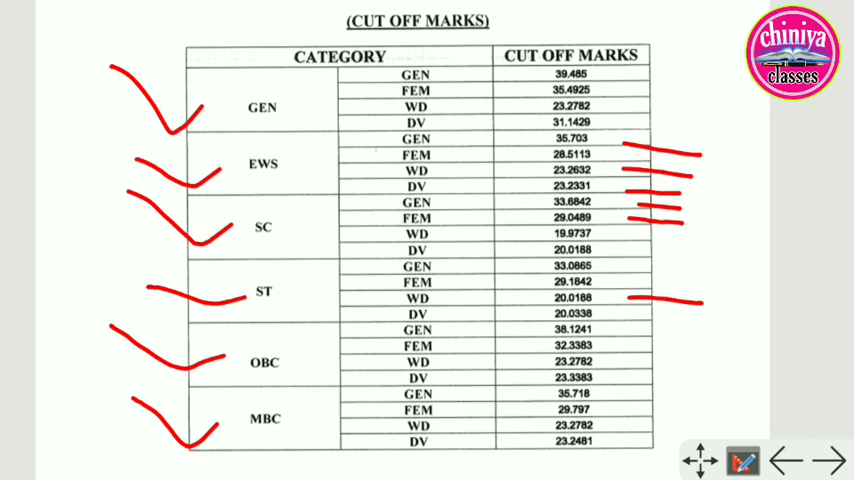 (CUT OFF MARKS)
chiniya
classes
CATEGORY CUT OFF MARKS
GEN GEN 39.485
FEM 35.4925
WD 23.2782
DV 31.1429
EWS GEN 35.703
FEM 28.5113
WD 23.2632
DV 23.2331
SC GEN 33.6842
FEM 29.0489
WD 19.9737
DV 20.0188
ST GEN 33.0865
FEM 29.1842
WD 20.0188
DV 20.0338
OBC GEN 38.1241
FEM 32.3383
WD 23.2782
DV 23.3383
MBC GEN 35.718
FEM 29.797
WD 23.2782
DV 23.2481